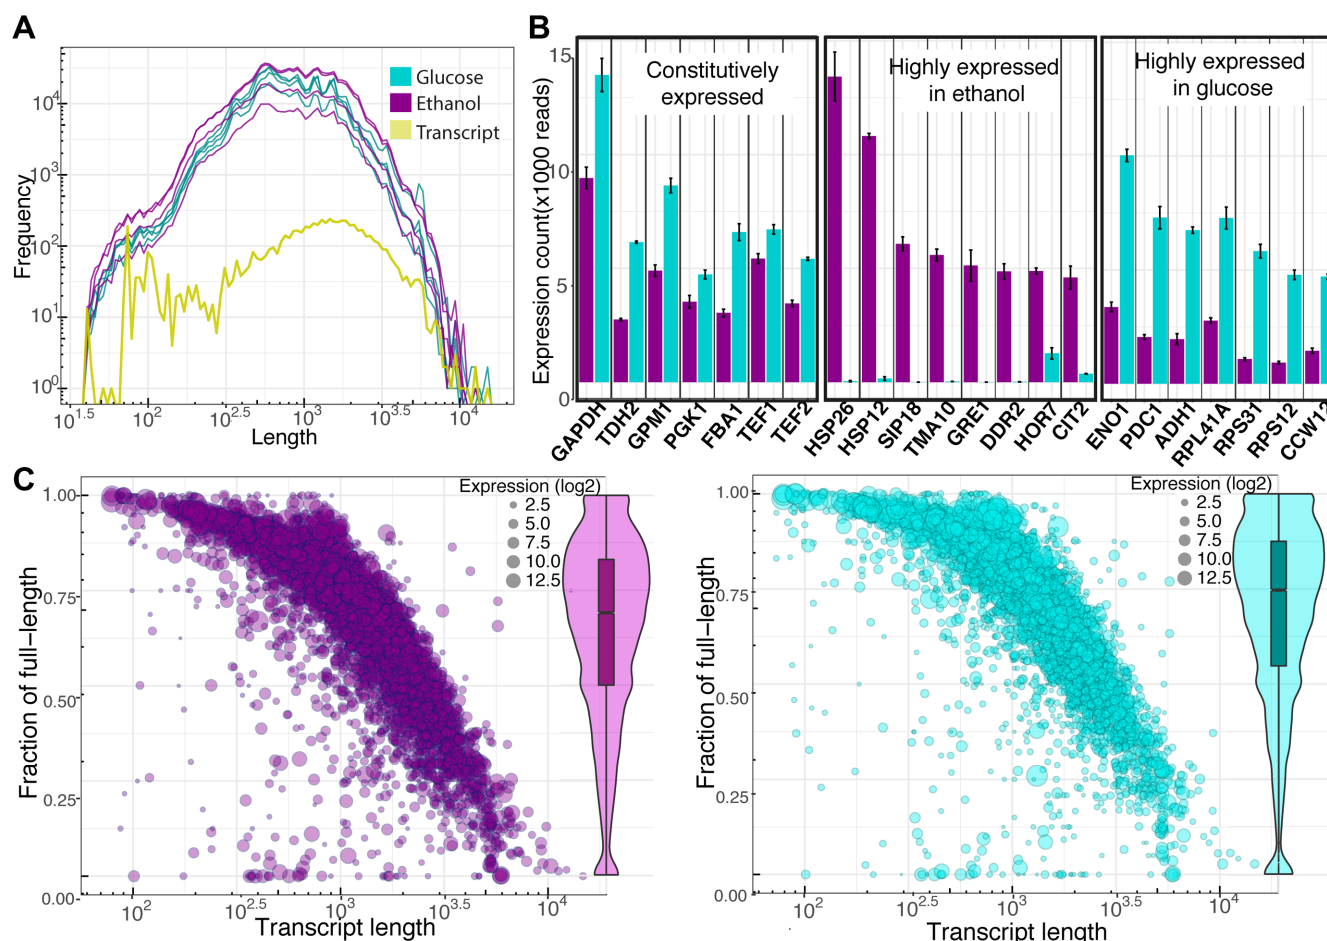 A
Glucose
Ethanol
Transcript
Frequency
10^4
10^3
10^2
10^1
10^0
10^1.5
10^2
10^2.5
10^3
10^3.5
10^4
Length
B
Expression count(x1000 reads)
15
10
5
0
Constitutively
expressed
Highly expressed
in ethanol
Highly expressed
in glucose
GAPDH
TDH2
GPM1
PGK1
FBA1
TEF1
TEF2
HSP26
HSP12
SIP18
TMA10
GRE1
DDR2
HOR7
CIT2
ENO1
PDC1
ADH1
RPL41A
RPS31
RPS12
CCW12
C
Fraction of full-length
1.00
0.75
0.50
0.25
0.00
Expression (log2)
2.5
5.0
7.5
10.0
12.5
10^2
10^2.5
10^3
10^3.5
10^4
Transcript length
Fraction of full-length
1.00
0.75
0.50
0.25
0.00
Expression (log2)
2.5
5.0
7.5
10.0
12.5
10^2
10^2.5
10^3
10^3.5
10^4
Transcript length